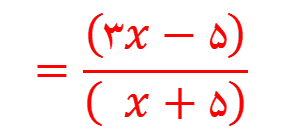 = (۳x − ۵)
( x + ۵)